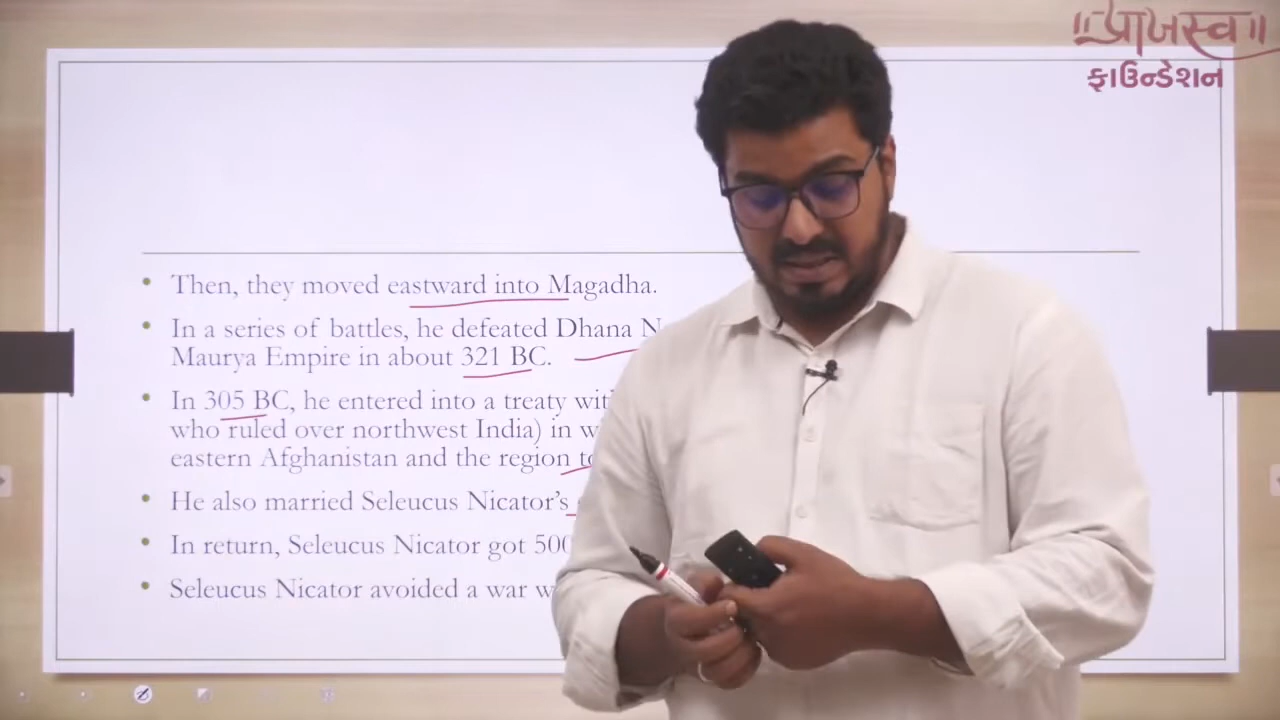 ॥प्राजस्व॥
ફાઉન્ડેશન
Then, they moved eastward into Magadha.
In a series of battles, he defeated Dhana
Maurya Empire in about 321 BC.
In 305 BC, he entered into a treaty
who ruled over northwest India) in
eastern Afghanistan and the region
He also married Seleucus Nicator's
In return, Seleucus Nicator got 500
Seleucus Nicator avoided a war